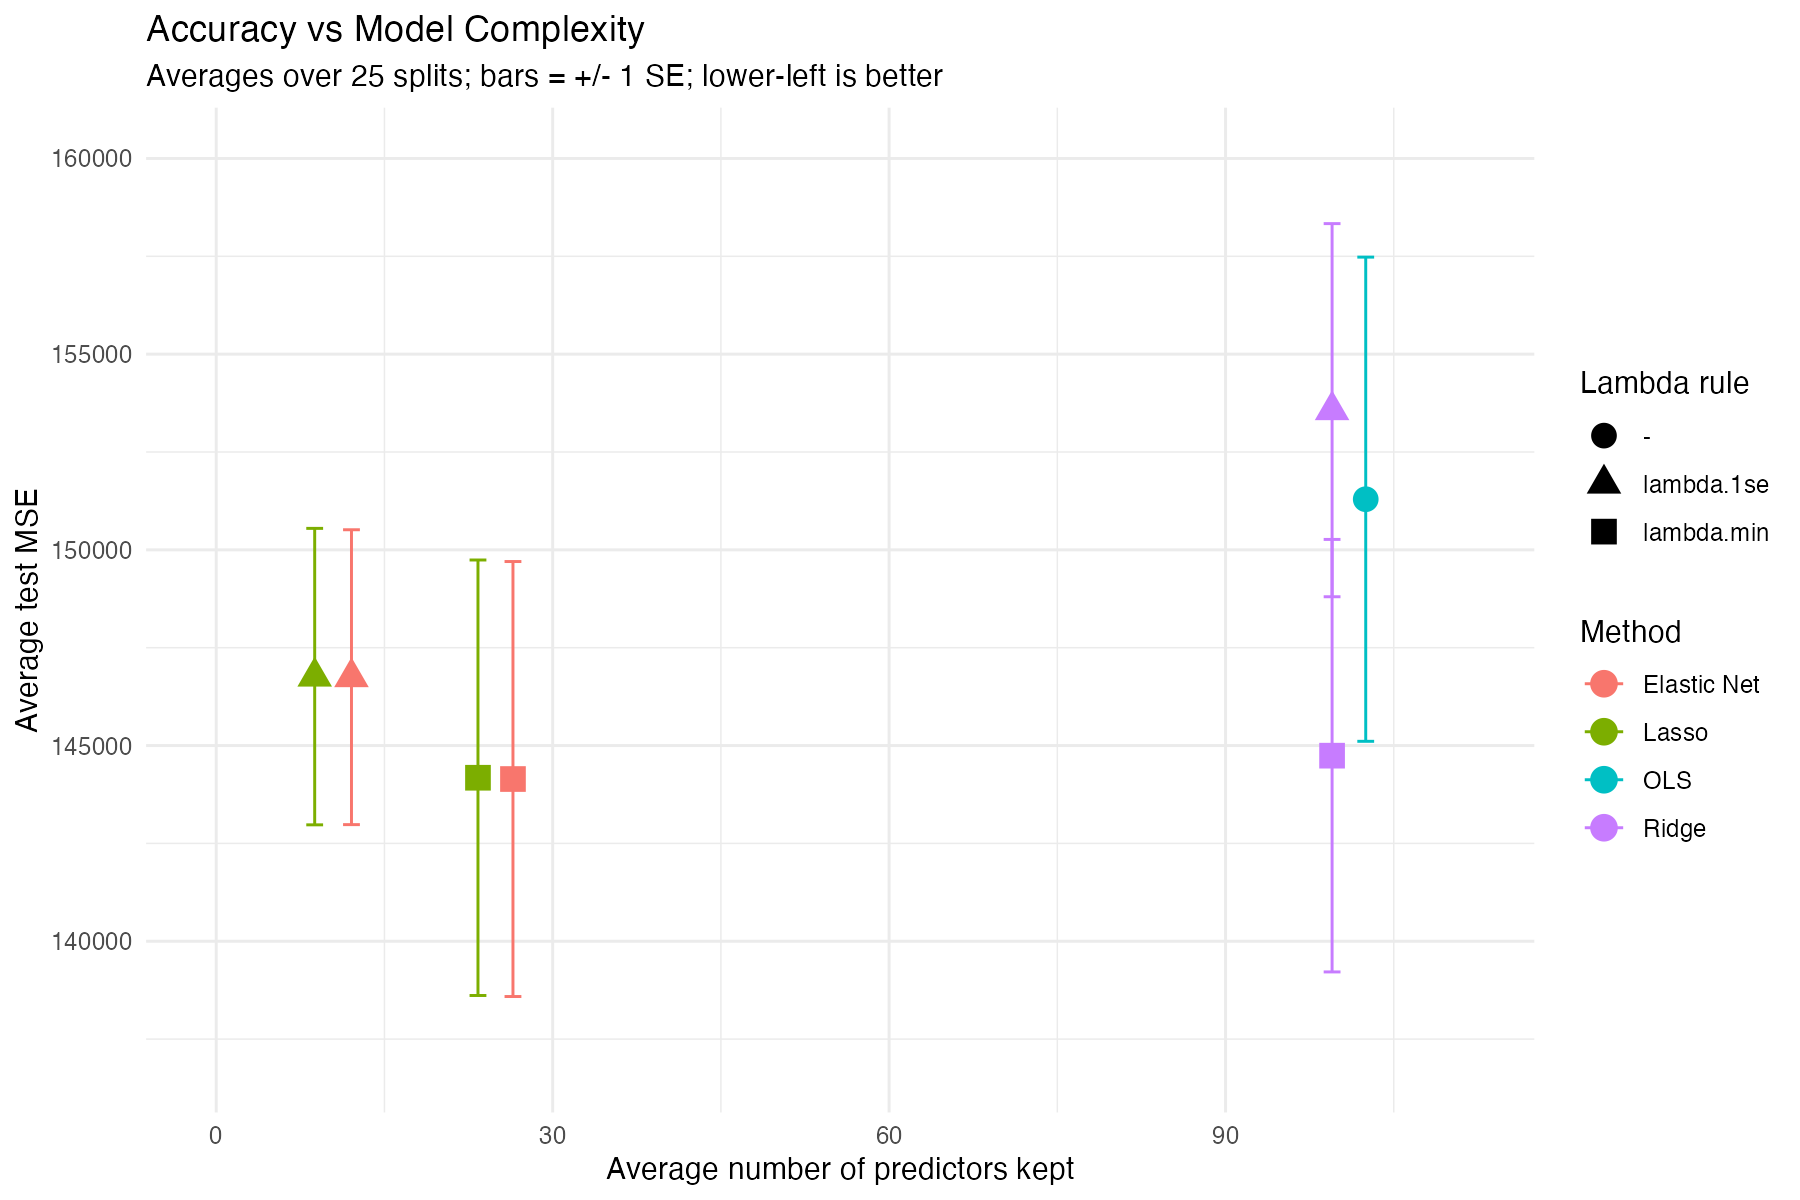 Accuracy vs Model Complexity
Averages over 25 splits; bars = +/- 1 SE; lower-left is better
Average test MSE
160000
155000
150000
145000
140000
0
30
60
90
Average number of predictors kept
Lambda rule
-
lambda.1se
lambda.min
Method
Elastic Net
Lasso
OLS
Ridge